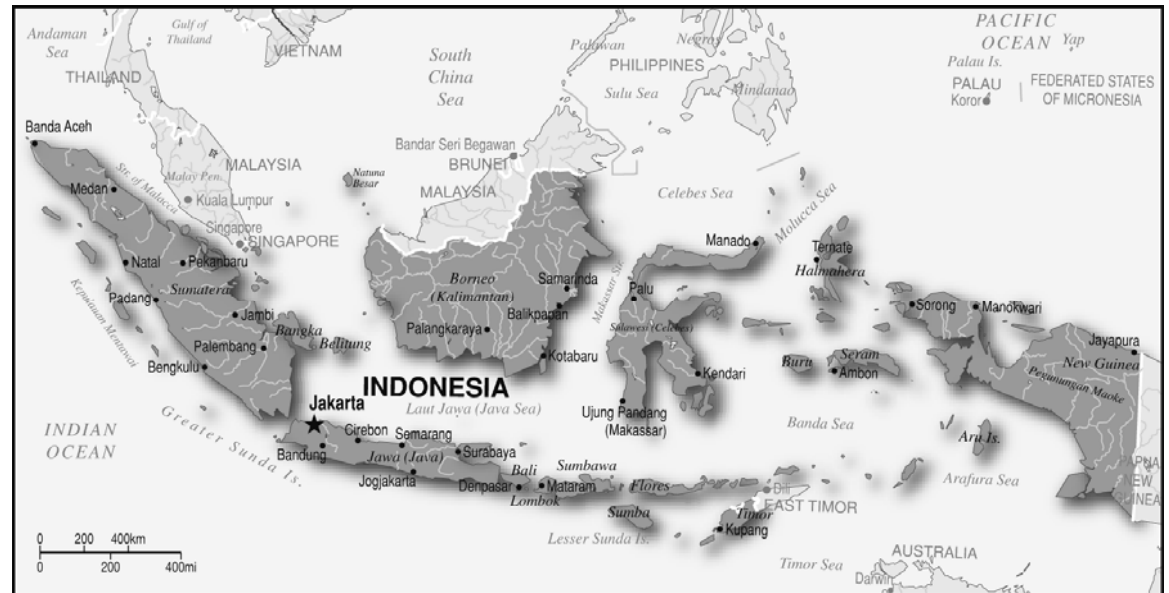 Andaman
Sea
Gulf of
Thailand
VIETNAM
THAILAND
South
China
Sea
Palawan
Negros
PHILIPPINES
Sulu Sea
Mindanao
PACIFIC
OCEAN
Yap
Palau Is.
PALAU
Koror
FEDERATED STATES
OF MICRONESIA
Banda Aceh
Medan
Str. of Malacca
MALAYSIA
Malay Pen.
Kuala Lumpur
Singapore
SINGAPORE
Natuna
Besar
Bandar Seri Begawan
BRUNEI
MALAYSIA
Celebes Sea
Molucca Sea
Manado
Ternate
Halmahera
Natal
Pekanbaru
Sumatera
Padang
Jambi
Kepulauan Mentawai
Bangka
Belitung
Palembang
Bengkulu
Borneo
(Kalimantan)
Samarinda
Balikpapan
Palangkaraya
Kotabaru
Makassar Str.
Palu
Sulawesi (Celebes)
Kendari
Ujung Pandang
(Makassar)
Buru
Seram
Ambon
Sorong
Manokwari
Jayapura
New Guinea
Pegunungan Maoke
INDONESIA
Jakarta
Laut Jawa (Java Sea)
Cirebon
Semarang
Surabaya
Bandung
Jawa (Java)
Jogjakarta
Bali
Denpasar
Mataram
Lombok
Sumbawa
Flores
Sumba
Lesser Sunda Is.
Greater Sunda Is.
INDIAN
OCEAN
Banda Sea
Aru Is.
Arafura Sea
PAPUA
NEW
GUINEA
Dili
EAST TIMOR
Timor
Kupang
Timor Sea
AUSTRALIA
Darwin
0 200 400km
0 200 400mi